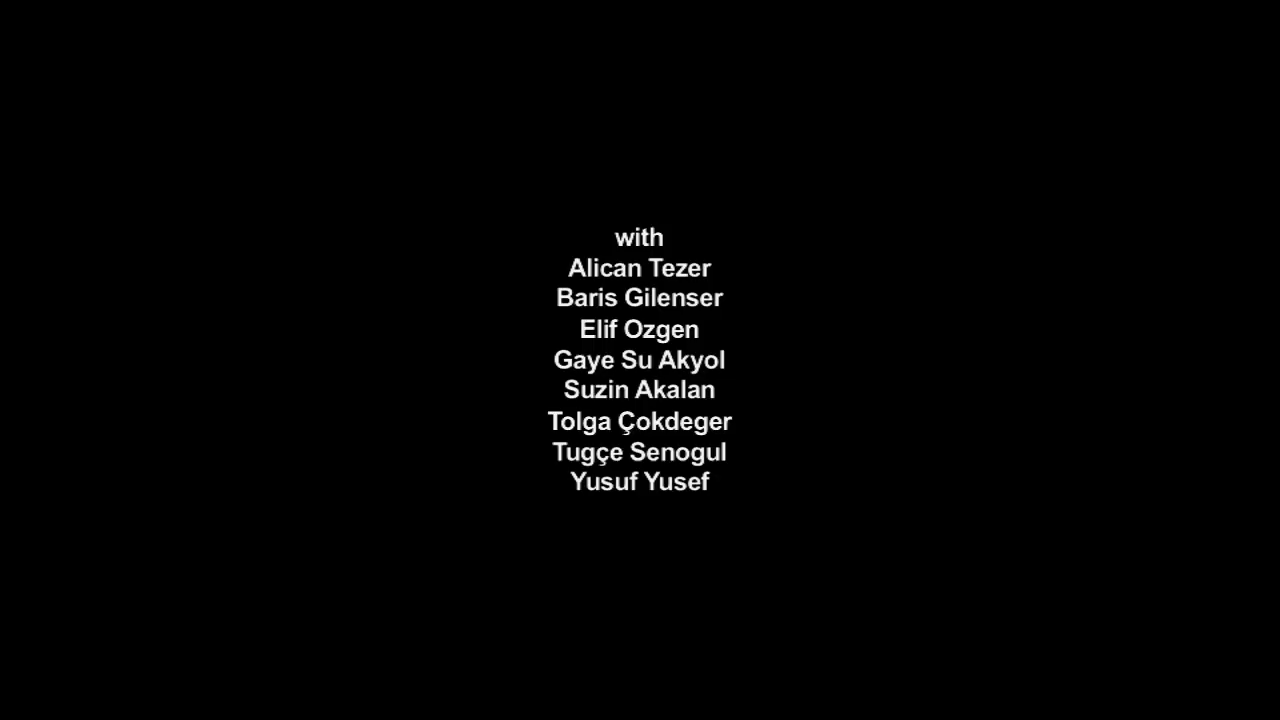 with
Alican Tezer
Baris Gilenser
Elif Ozgen
Gaye Su Akyol
Suzin Akalan
Tolga Çokdeger
Tugçe Senogul
Yusuf Yusef